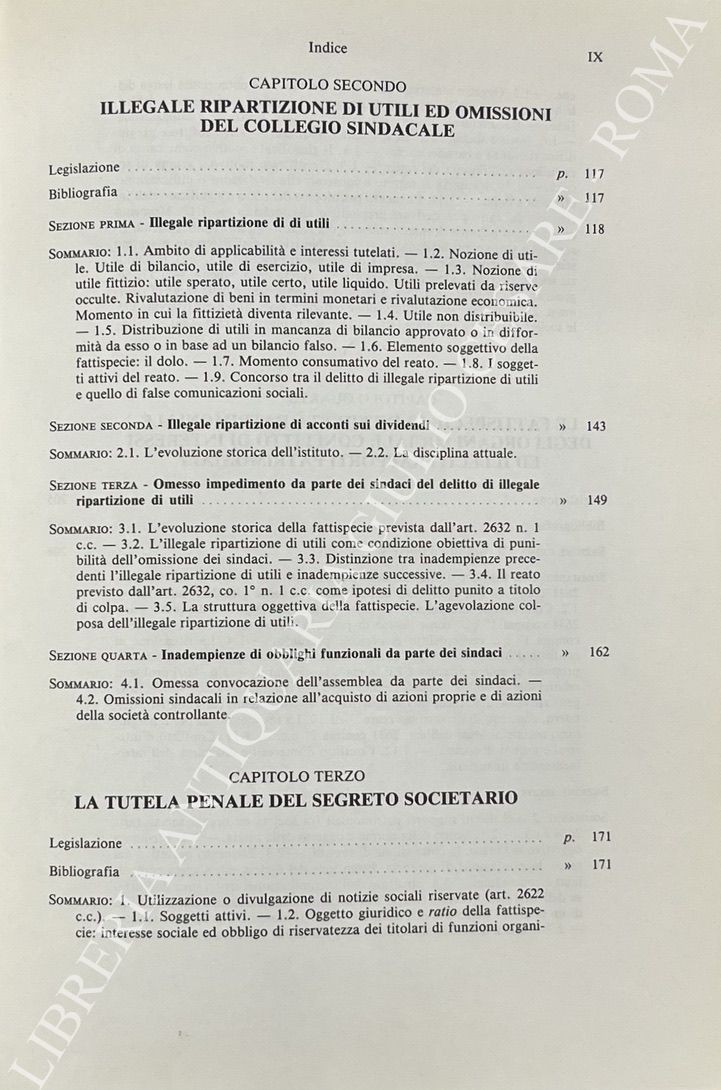 Indice
IX
CAPITOLO SECONDO
ILLEGALE RIPARTIZIONE DI UTILI ED OMISSIONI
DEL COLLEGIO SINDACALE
Legislazione . . . . . . . . . . . . . . . . . . . . p. 117
Bibliografia . . . . . . . . . . . . . . . . . . . . » 117
SEZIONE PRIMA - Illegale ripartizione di di utili . . . . . . . . . . » 118
SOMMARIO: 1.1. Ambito di applicabilità e interessi tutelati. — 1.2. Nozione di uti-
le. Utile di bilancio, utile di esercizio, utile di impresa. — 1.3. Nozione di
utile fittizio: utile sperato, utile certo, utile liquido. Utili prelevati da riserve
occulte. Rivalutazione di beni in termini monetari e rivalutazione economica.
Momento in cui la fittizietà diventa rilevante. — 1.4. Utile non distribuibile.
— 1.5. Distribuzione di utili in mancanza di bilancio approvato o in diffor-
mità da esso o in base ad un bilancio falso. — 1.6. Elemento soggettivo della
fattispecie: il dolo. — 1.7. Momento consumativo del reato. — 1.8. I sogget-
ti attivi del reato. — 1.9. Concorso tra il delitto di illegale ripartizione di utili
e quello di false comunicazioni sociali.
SEZIONE SECONDA - Illegale ripartizione di acconti sui dividendi . . . . . . . . » 143
SOMMARIO: 2.1. L'evoluzione storica dell'istituto. — 2.2. La disciplina attuale.
SEZIONE TERZA - Omesso impedimento da parte dei sindaci del delitto di illegale
ripartizione di utili . . . . . . . . . . . . . . . . » 149
SOMMARIO: 3.1. L'evoluzione storica della fattispecie prevista dall'art. 2632 n. 1
c.c. — 3.2. L'illegale ripartizione di utili come condizione obiettiva di puni-
bilità dell'omissione dei sindaci. — 3.3. Distinzione tra inadempienze prece-
denti l'illegale ripartizione di utili e inadempienze successive. — 3.4. Il reato
previsto dall'art. 2632, co. 1° n. 1 c.c. come ipotesi di delitto punito a titolo
di colpa. — 3.5. La struttura oggettiva della fattispecie. L'agevolazione col-
posa dell'illegale ripartizione di utili.
SEZIONE QUARTA - Inadempienze di obblighi funzionali da parte dei sindaci . . . . . » 162
SOMMARIO: 4.1. Omessa convocazione dell'assemblea da parte dei sindaci. —
4.2. Omissioni sindacali in relazione all'acquisto di azioni proprie e di azioni
della società controllante.
CAPITOLO TERZO
LA TUTELA PENALE DEL SEGRETO SOCIETARIO
Legislazione . . . . . . . . . . . . . . . . . . . . p. 171
Bibliografia . . . . . . . . . . . . . . . . . . . . » 171
SOMMARIO: 1. Utilizzazione o divulgazione di notizie sociali riservate (art. 2622
c.c.). — 1.1. Soggetti attivi. — 1.2. Oggetto giuridico e ratio della fattispe-
cie: interesse sociale ed obbligo di riservatezza dei titolari di funzioni organi-
LIBRERIA ANTIQUARIA GIULIO CESARE ROMA